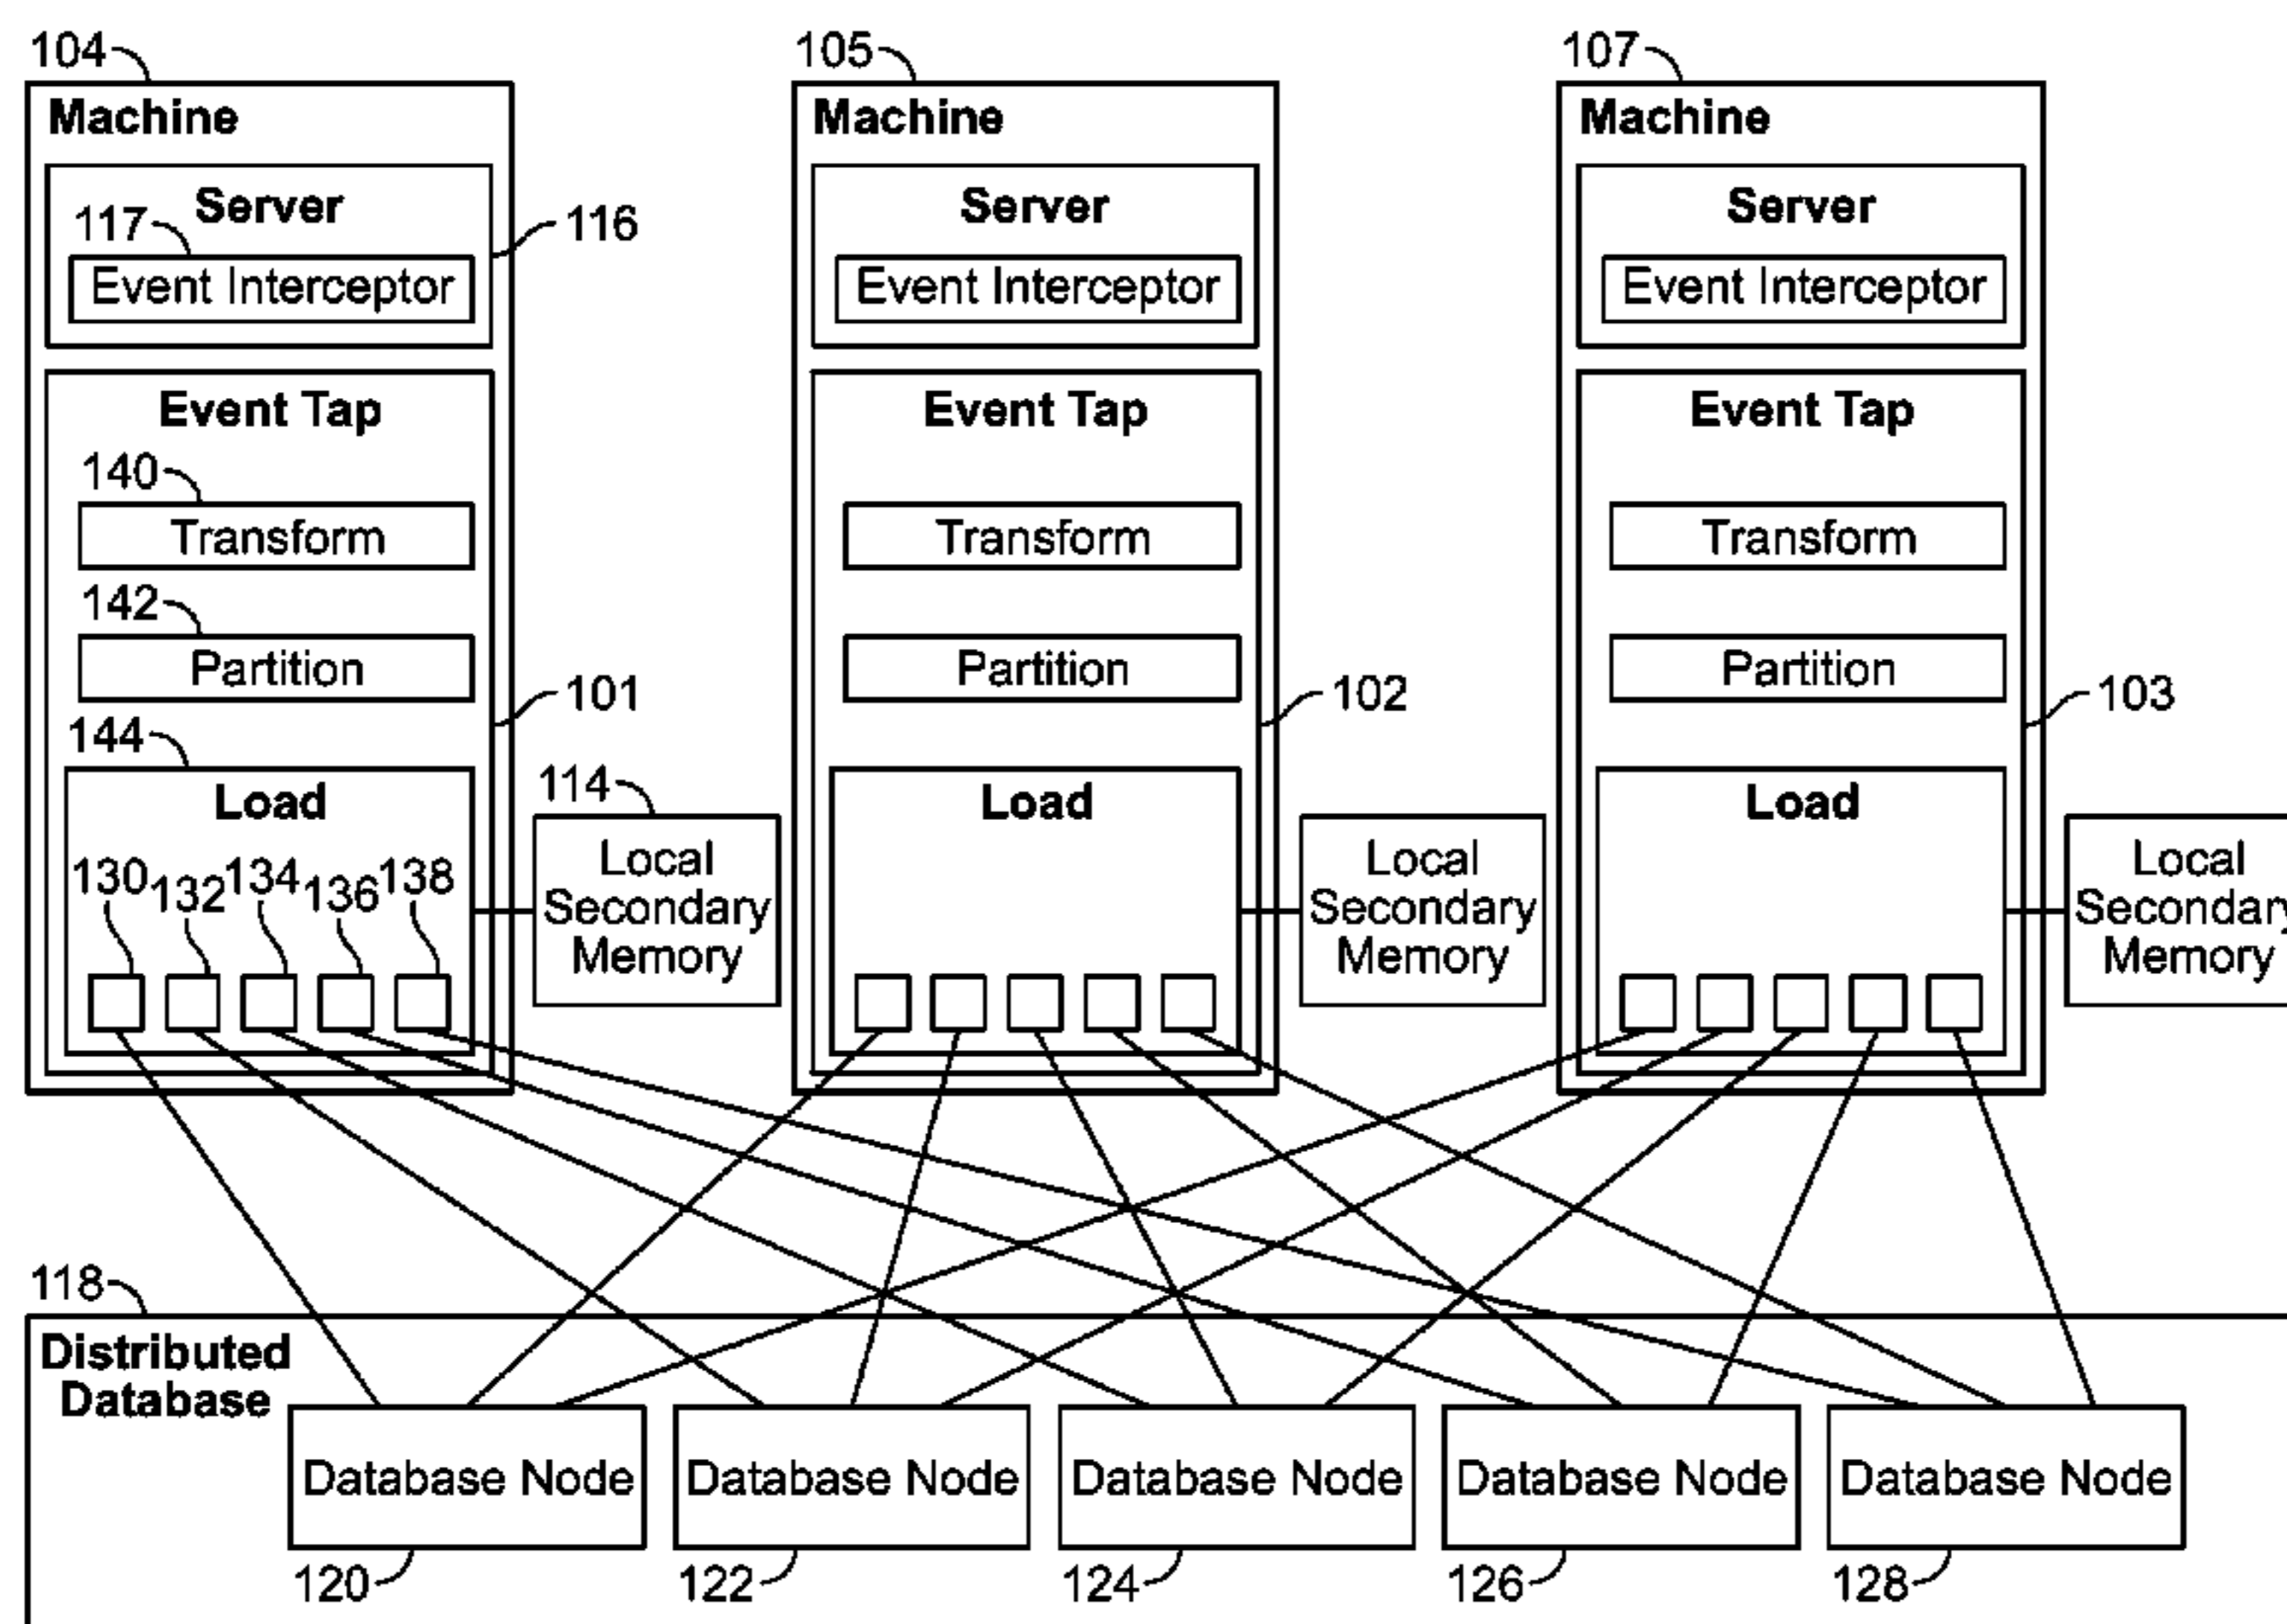 104
105
107
Machine
Machine
Machine
Server
Server
Server
117
116
Event Interceptor
Event Interceptor
Event Interceptor
Event Tap
Event Tap
Event Tap
140
Transform
Transform
Transform
142
Partition
Partition
Partition
101
102
103
144
Load
Load
Load
114
Local
Secondary
Memory
Local
Secondary
Memory
Local
Secondary
Memory
130
132
134
136
138
118
Distributed
Database
Database Node
Database Node
Database Node
Database Node
Database Node
120
122
124
126
128